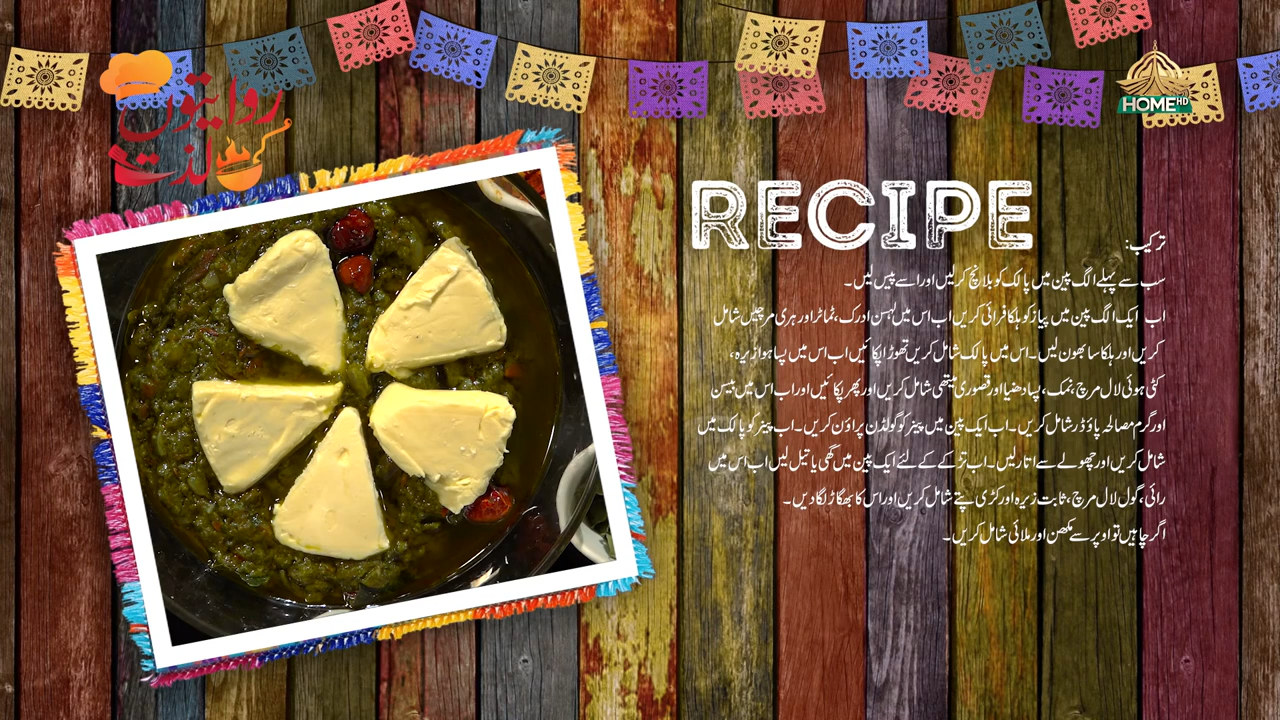 روایتوں
کی لذت
HOME HD
RECIPE
ترکیب:
سب سے پہلے الگ پین میں پالک کو بلانچ کرلیں اور اسے پیس لیں۔
اب ایک الگ پین میں پیاز کو ہلکا فرائی کریں اب اس میں لہسن ادرک، ٹماٹر اور ہری مرچیں شامل
کریں اور ہلکا سا بھون لیں۔ اس میں پالک شامل کریں تھوڑا پکائیں اب اس میں پسا ہوا زیرہ،
کٹی ہوئی لال مرچ، نمک، پسا دھنیا اور قصوری میتھی شامل کریں اور پھر پکائیں اور اب اس میں بیسن
اور گرم مصالحہ پاؤڈر شامل کریں۔ اب ایک پین میں پینر کو گولڈن براؤن کریں۔ اب پینر کو پالک میں
شامل کریں اور چھولے سے اتار لیں۔ اب تڑکے کے لئے ایک پین میں گھی یا تیل لیں اب اس میں
رائی، گول لال مرچ، ثابت زیرہ اور کڑی پتے شامل کریں اور اس کا بھگاڑ لگا دیں۔
اگر چاہیں تو اوپر سے مکھن اور ملائی شامل کریں۔